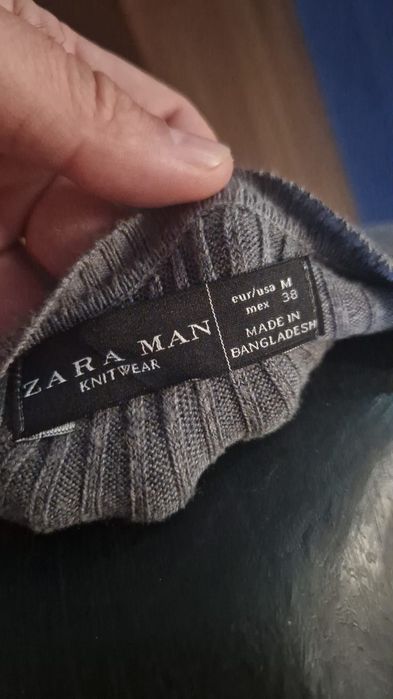 ZARA MAN
KNITWEAR
eur/usa M
mex 38
MADE IN
BANGLADESH